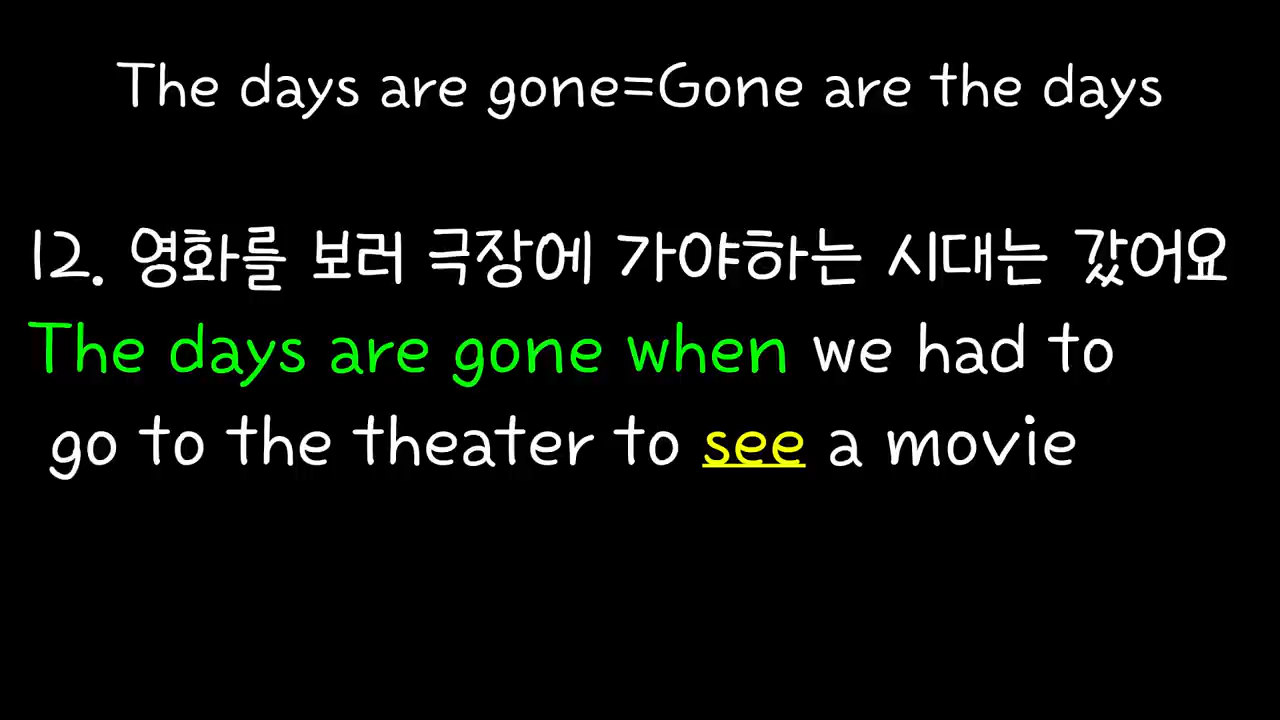 The days are gone=Gone are the days
12. 영화를 보러 극장에 가야하는 시대는 갔어요
The days are gone when we had to
go to the theater to see a movie